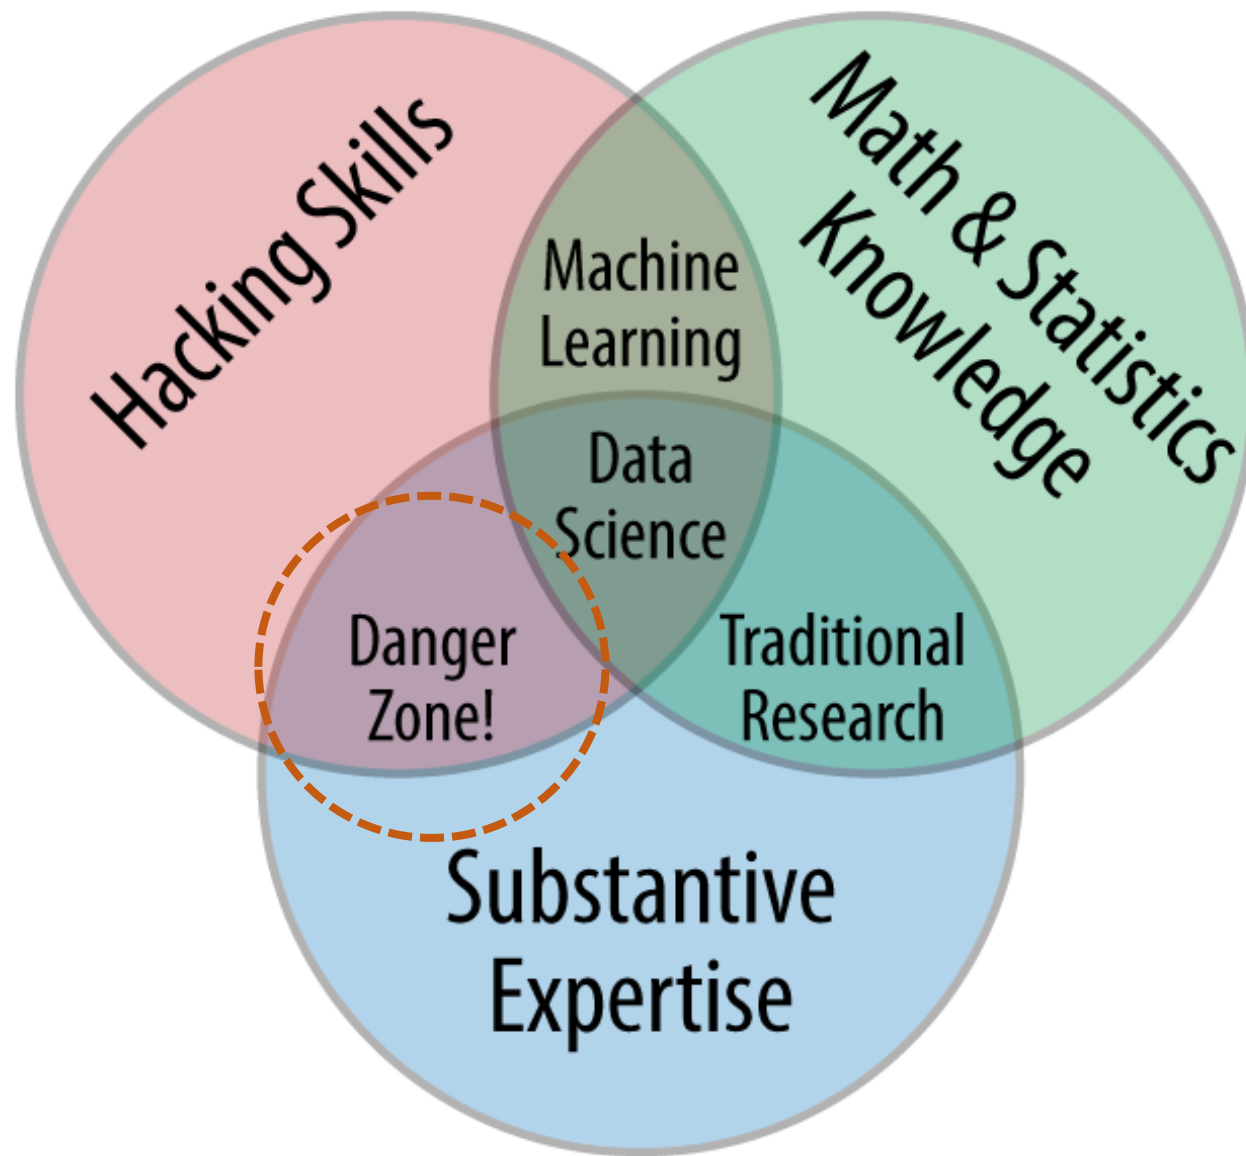 Hacking Skills
Math & Statistics
Knowledge
Machine
Learning
Data
Science
Danger
Zone!
Traditional
Research
Substantive
Expertise